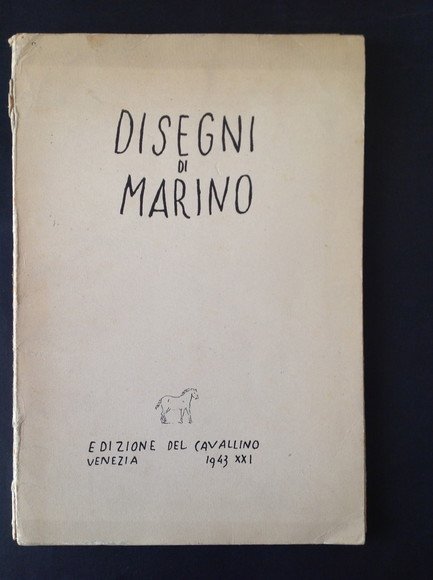 DISEGNI
DI
MARINO
EDIZIONE DEL CAVALLINO
VENEZIA 1943 XXI